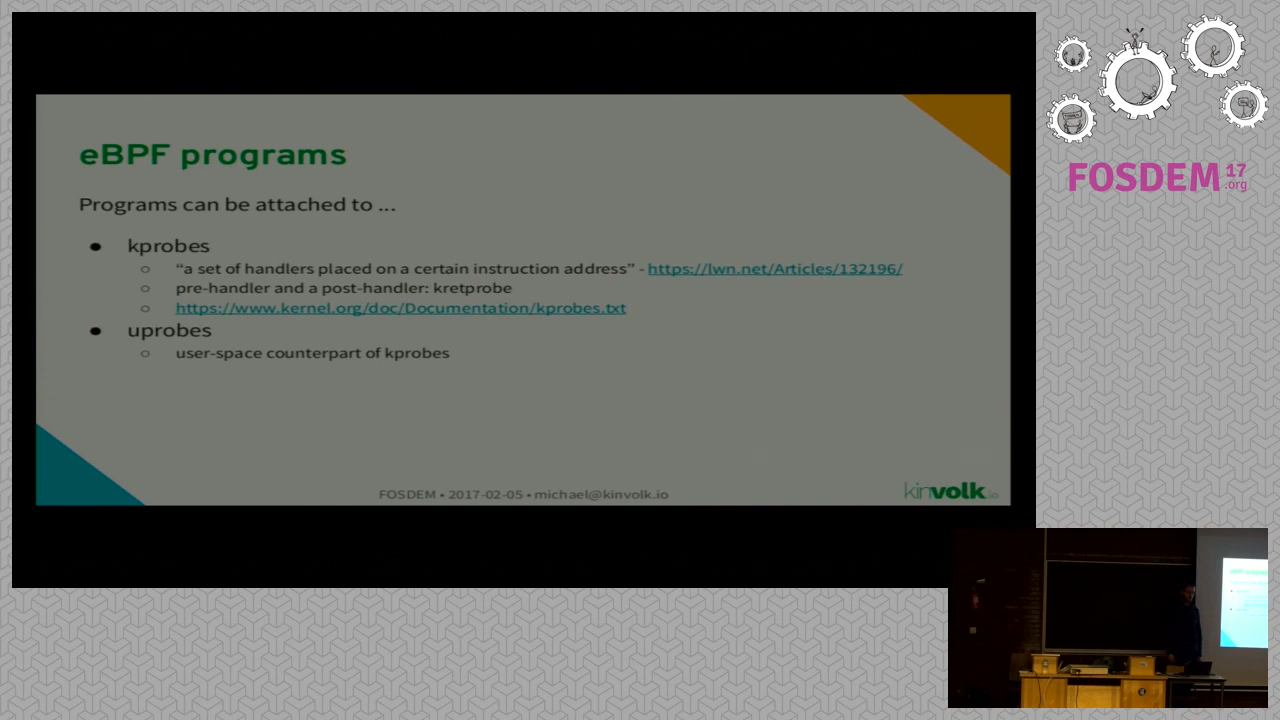 eBPF programs
Programs can be attached to ...
● kprobes
○ “a set of handlers placed on a certain instruction address” - https://lwn.net/Articles/132196/
○ pre-handler and a post-handler: kretprobe
○ https://www.kernel.org/doc/Documentation/kprobes.txt
● uprobes
○ user-space counterpart of kprobes
FOSDEM • 2017-02-05 • michael@kinvolk.io
kinvolk.io
FOSDEM 17 .org